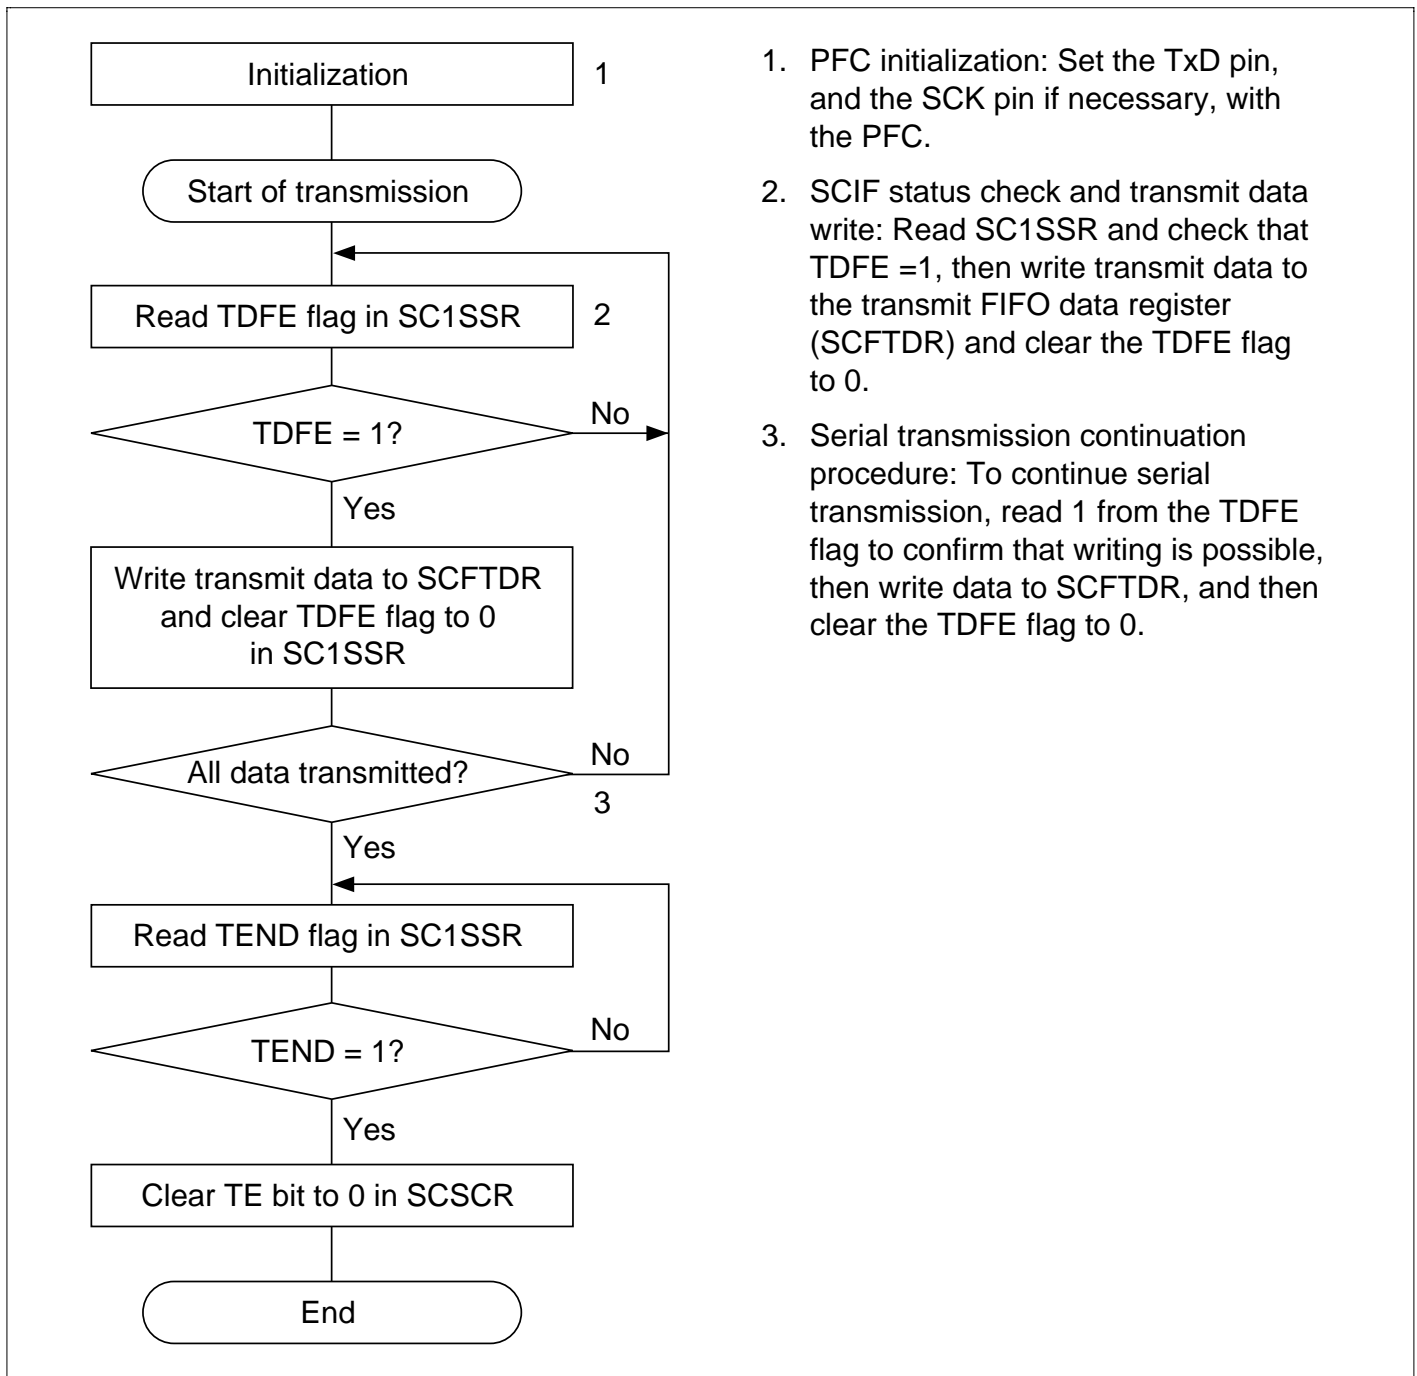 Initialization
1
Start of transmission
Read TDFE flag in SC1SSR
2
TDFE = 1?
No
Yes
Write transmit data to SCFTDR
and clear TDFE flag to 0
in SC1SSR
All data transmitted?
No
3
Yes
Read TEND flag in SC1SSR
TEND = 1?
No
Yes
Clear TE bit to 0 in SCSCR
End
1. PFC initialization: Set the TxD pin,
and the SCK pin if necessary, with
the PFC.
2. SCIF status check and transmit data
write: Read SC1SSR and check that
TDFE =1, then write transmit data to
the transmit FIFO data register
(SCFTDR) and clear the TDFE flag
to 0.
3. Serial transmission continuation
procedure: To continue serial
transmission, read 1 from the TDFE
flag to confirm that writing is possible,
then write data to SCFTDR, and then
clear the TDFE flag to 0.